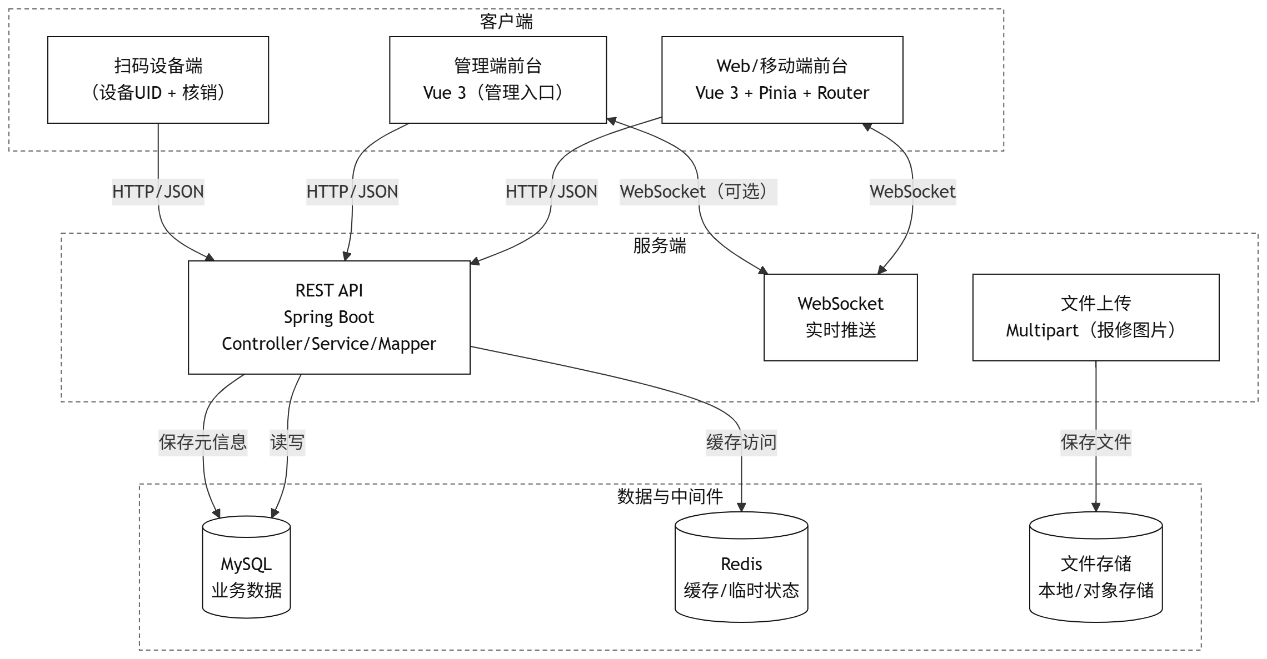 客户端
扫码设备端
（设备UID + 核销）
管理端前台
Vue 3（管理入口）
Web/移动端前台
Vue 3 + Pinia + Router
HTTP/JSON
HTTP/JSON
HTTP/JSON
WebSocket（可选）
WebSocket
服务端
REST API
Spring Boot
Controller/Service/Mapper
WebSocket
实时推送
文件上传
Multipart（报修图片）
保存元信息
读写
缓存访问
保存文件
数据与中间件
MySQL
业务数据
Redis
缓存/临时状态
文件存储
本地/对象存储